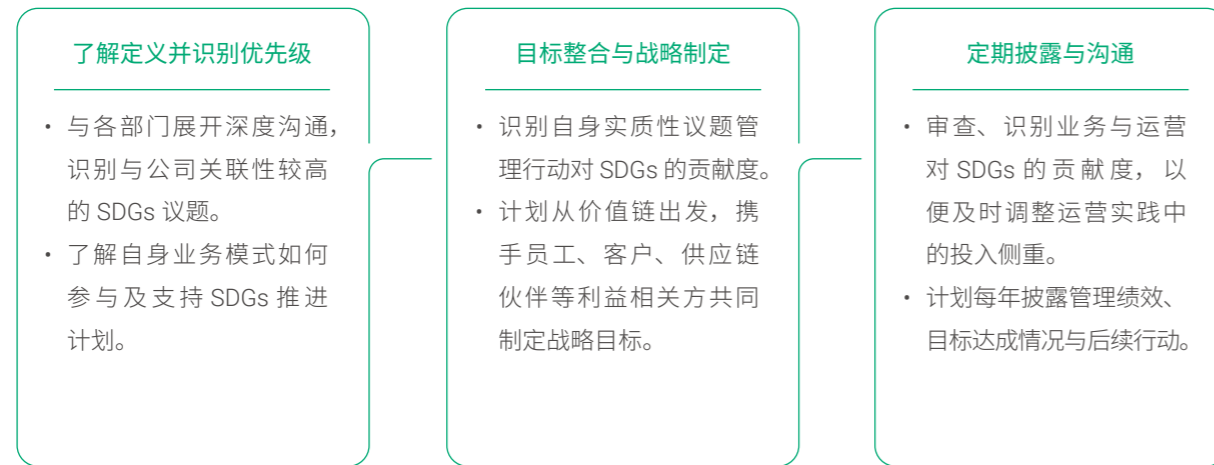 了解定义并识别优先级
• 与各部门展开深度沟通，
识别与公司关联性较高
的 SDGs 议题。
• 了解自身业务模式如何
参与及支持 SDGs 推进
计划。
目标整合与战略制定
• 识别自身实质性议题管
理行动对 SDGs 的贡献度。
• 计划从价值链出发，携
手员工、客户、供应链
伙伴等利益相关方共同
制定战略目标。
定期披露与沟通
• 审查、识别业务与运营
对 SDGs 的贡献度，以
便及时调整运营实践中
的投入侧重。
• 计划每年披露管理绩效、
目标达成情况与后续行动。